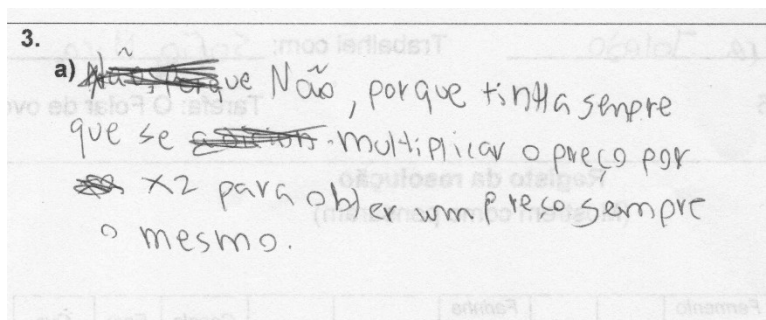 3.
a) Não, porque tinha sempre
que se multiplicar o preço por
x2 para obter um preço sempre
o mesmo.